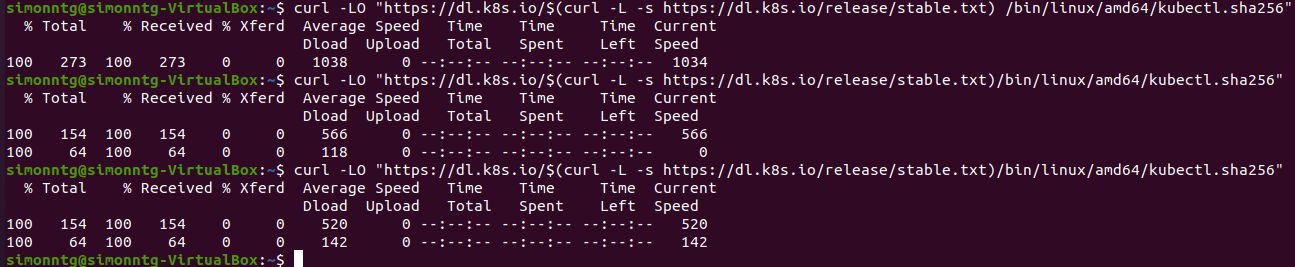 simonntg@simonntg-VirtualBox:~$ curl -LO "https://dl.k8s.io/$(curl -L -s https://dl.k8s.io/release/stable.txt) /bin/linux/amd64/kubectl.sha256"
  % Total    % Received % Xferd  Average Speed   Time    Time     Time  Current
                                 Dload  Upload   Total   Spent    Left  Speed
100   273  100   273    0     0   1038      0 --:--:-- --:--:-- --:--:--  1034
simonntg@simonntg-VirtualBox:~$ curl -LO "https://dl.k8s.io/$(curl -L -s https://dl.k8s.io/release/stable.txt)/bin/linux/amd64/kubectl.sha256"
  % Total    % Received % Xferd  Average Speed   Time    Time     Time  Current
                                 Dload  Upload   Total   Spent    Left  Speed
100   154  100   154    0     0    566      0 --:--:-- --:--:-- --:--:--   566
100    64  100    64    0     0    118      0 --:--:-- --:--:-- --:--:--     0
simonntg@simonntg-VirtualBox:~$ curl -LO "https://dl.k8s.io/$(curl -L -s https://dl.k8s.io/release/stable.txt)/bin/linux/amd64/kubectl.sha256"
  % Total    % Received % Xferd  Average Speed   Time    Time     Time  Current
                                 Dload  Upload   Total   Spent    Left  Speed
100   154  100   154    0     0    520      0 --:--:-- --:--:-- --:--:--   520
100    64  100    64    0     0    142      0 --:--:-- --:--:-- --:--:--   142
simonntg@simonntg-VirtualBox:~$